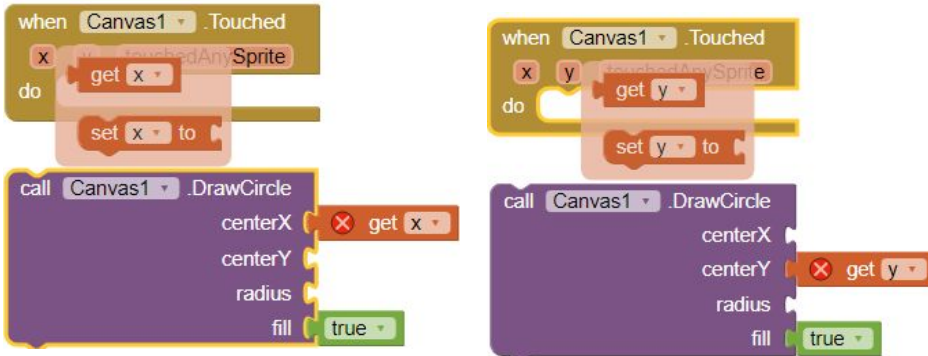 when Canvas1 .Touched
x y touchedAnySprite
get x
do
set x to
call Canvas1 .DrawCircle
centerX get x
centerY
radius
fill true
when Canvas1 .Touched
x y touchedAnySprite
get y
do
set y to
call Canvas1 .DrawCircle
centerX
centerY get y
radius
fill true